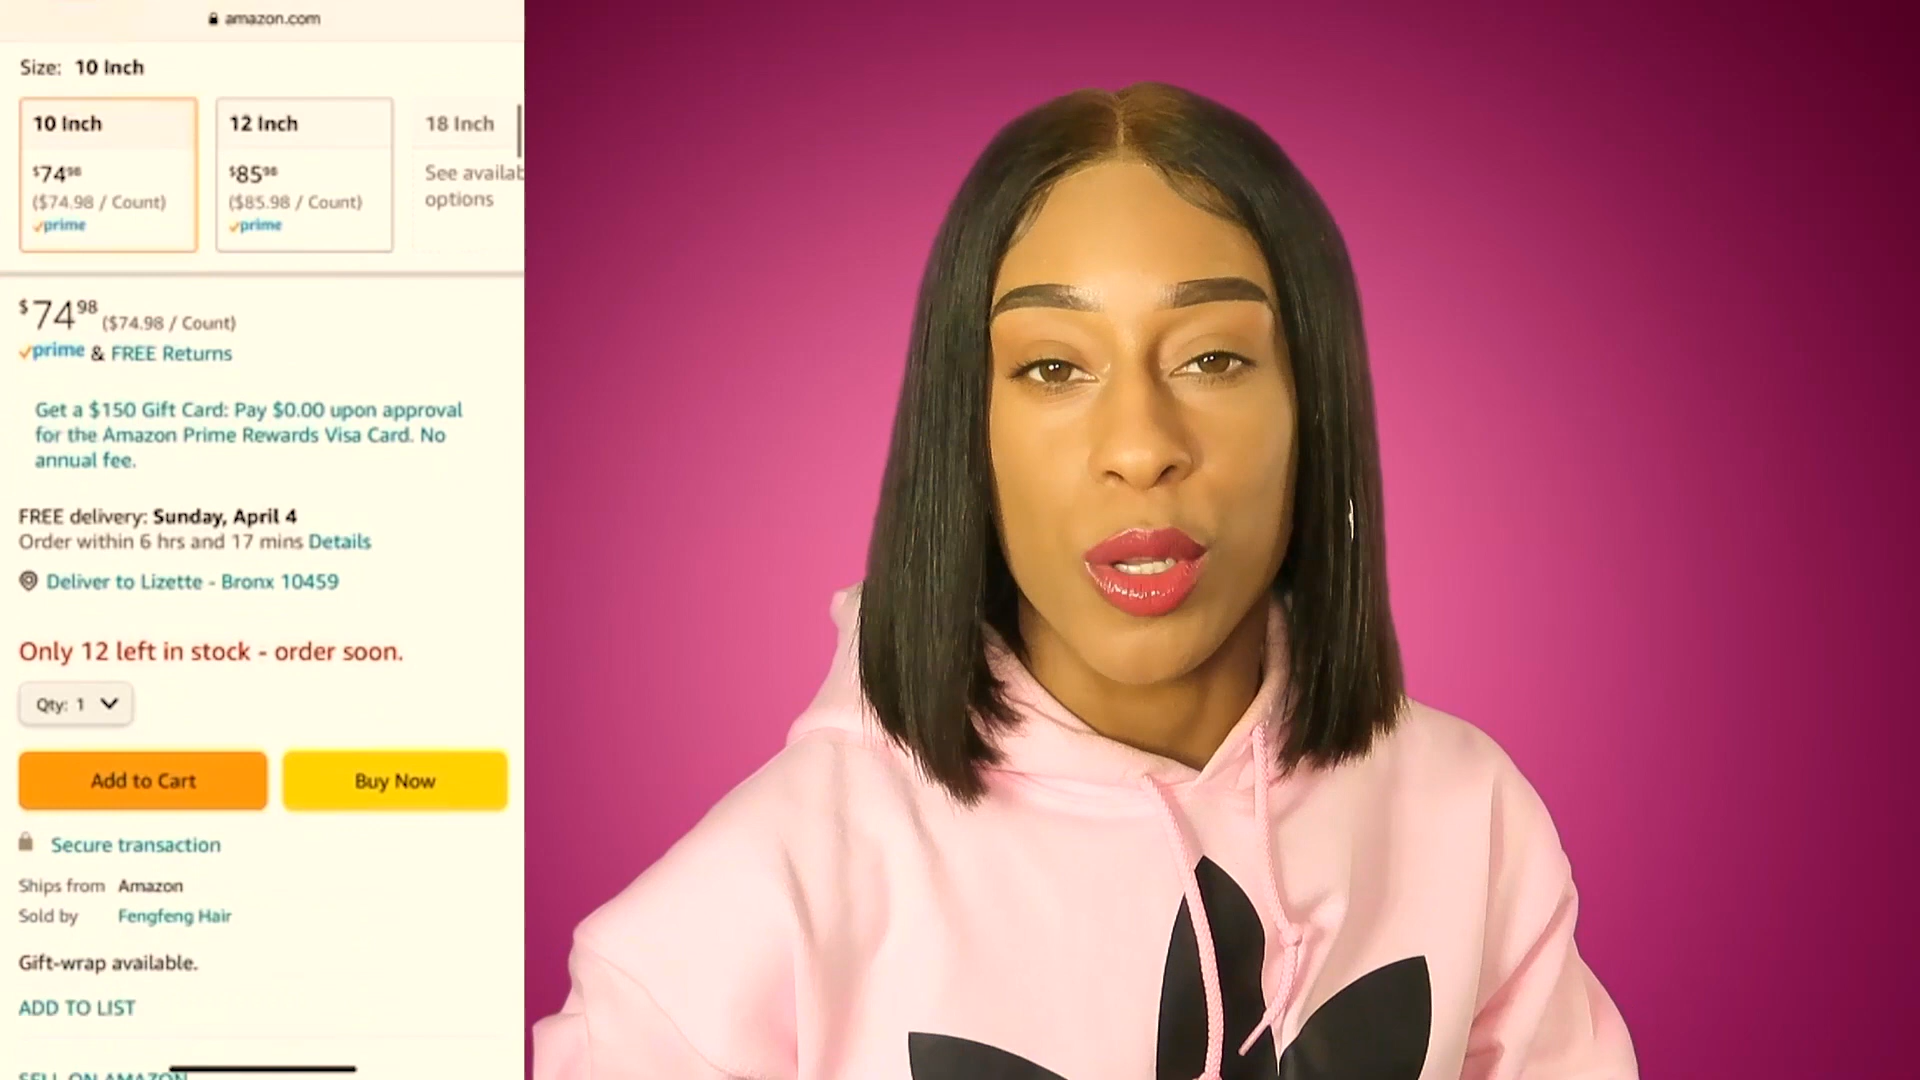 amazon.com
Size: 10 Inch
10 Inch
12 Inch
18 Inch
$74.98
$85.98
See availab
($74.98 / Count)
($85.98 / Count)
options
prime
prime
$74.98 ($74.98 / Count)
prime & FREE Returns
Get a $150 Gift Card: Pay $0.00 upon approval
for the Amazon Prime Rewards Visa Card. No
annual fee.
FREE delivery: Sunday, April 4
Order within 6 hrs and 17 mins Details
Deliver to Lizette - Bronx 10459
Only 12 left in stock - order soon.
Qty: 1
Add to Cart
Buy Now
Secure transaction
Ships from Amazon
Sold by Fengfeng Hair
Gift-wrap available.
ADD TO LIST
SELL ON AMAZON